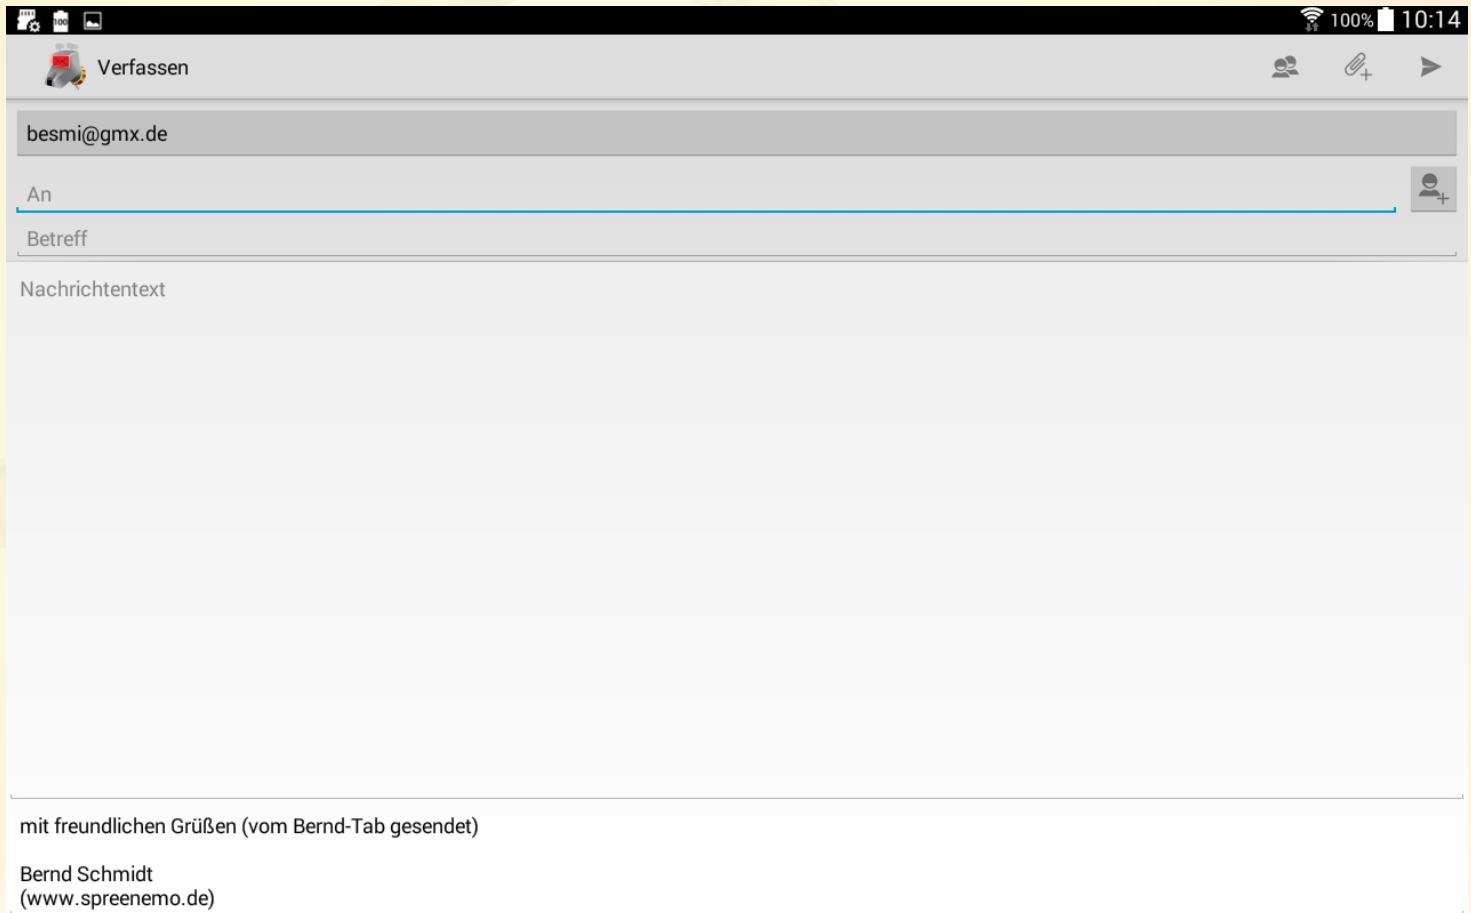 100 100% 10:14
Verfassen
besmi@gmx.de
An
Betreff
Nachrichtentext
mit freundlichen Grüßen (vom Bernd-Tab gesendet)
Bernd Schmidt
(www.spreenemo.de)